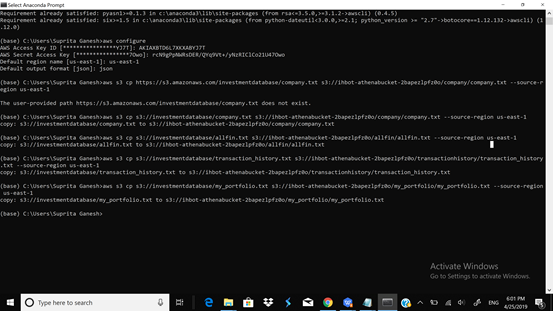 Select Anaconda Prompt
Requirement already satisfied: pyasn1>=0.1.3 in c:\anaconda3\lib\site-packages (from rsa<=3.5.0,>=3.1.2->awscli) (0.4.5)
Requirement already satisfied: six>=1.5 in c:\anaconda3\lib\site-packages (from python-dateutil<3.0.0,>=2.1; python_version >= "2.7"->botocore==1.12.132->awscli) (1.12.0)
(base) C:\Users\Suprita Ganesh>aws configure
AWS Access Key ID
AWS Secret Access Key
Default region name [us-east-1]: us-east-1
Default output format [json]: json
(base) C:\Users\Suprita Ganesh>aws s3 cp https://s3.amazonaws.com/investmentdatabase/company.txt s3://ihbot-athenabucket-2bapezlpfz0o/company/company.txt --source-r
egion us-east-1
The user-provided path https://s3.amazonaws.com/investmentdatabase/company.txt does not exist.
(base) C:\Users\Suprita Ganesh>aws s3 cp s3://investmentdatabase/company.txt s3://ihbot-athenabucket-2bapezlpfz0o/company/company.txt --source-region us-east-1
copy: s3://investmentdatabase/company.txt to s3://ihbot-athenabucket-2bapezlpfz0o/company/company.txt
(base) C:\Users\Suprita Ganesh>aws s3 cp s3://investmentdatabase/allfin.txt s3://ihbot-athenabucket-2bapezlpfz0o/allfin/allfin.txt --source-region us-east-1
copy: s3://investmentdatabase/allfin.txt to s3://ihbot-athenabucket-2bapezlpfz0o/allfin/allfin.txt
(base) C:\Users\Suprita Ganesh>aws s3 cp s3://investmentdatabase/transaction_history.txt s3://ihbot-athenabucket-2bapezlpfz0o/transactionhistory/transaction_history
.txt --source-region us-east-1
copy: s3://investmentdatabase/transaction_history.txt to s3://ihbot-athenabucket-2bapezlpfz0o/transactionhistory/transaction_history.txt
(base) C:\Users\Suprita Ganesh>aws s3 cp s3://investmentdatabase/my_portfolio.txt s3://ihbot-athenabucket-2bapezlpfz0o/my_portfolio/my_portfolio.txt --source-region
us-east-1
copy: s3://investmentdatabase/my_portfolio.txt to s3://ihbot-athenabucket-2bapezlpfz0o/my_portfolio/my_portfolio.txt
(base) C:\Users\Suprita Ganesh>
Activate Windows
Go to Settings to activate Windows.
Type here to search
ENG
6:01 PM
4/25/2019